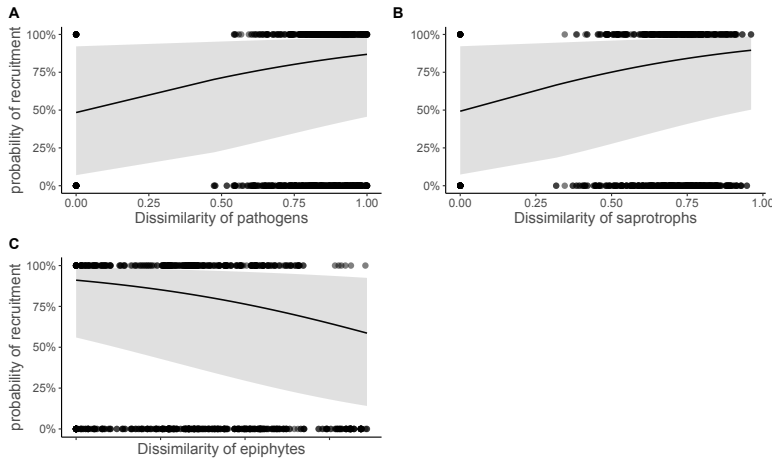 A
probability of recruitment
100%
75%
50%
25%
0%
0.00 0.25 0.50 0.75 1.00
Dissimilarity of pathogens
B
100%
75%
50%
25%
0%
0.00 0.25 0.50 0.75 1.00
Dissimilarity of saprotrophs
C
probability of recruitment
100%
75%
50%
25%
0%
Dissimilarity of epiphytes